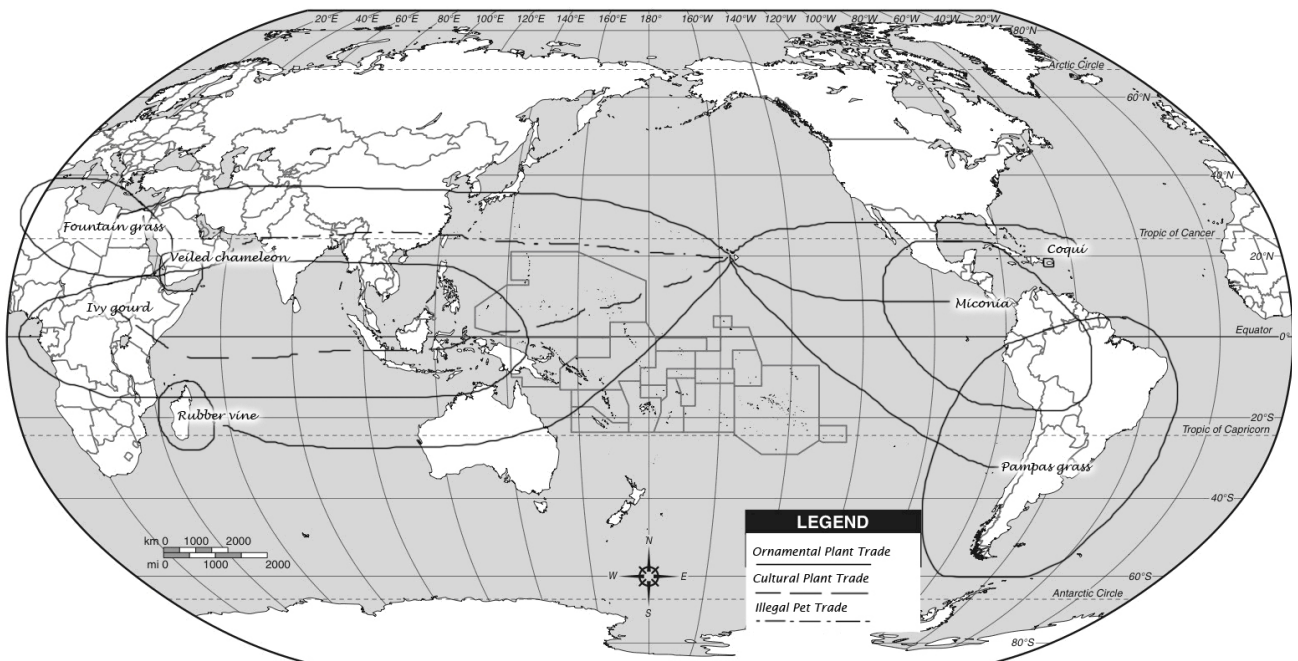 20°E 40°E 60°E 80°E 100°E 120°E 140°E 160°E 180° 160°W 140°W 120°W 100°W 80°W 60°W 40°W 20°W
80°N
Arctic Circle
60°N
40°N
Fountain grass
Tropic of Cancer
Coqui
Veiled chameleon
20°N
Ivy gourd
Miconia
Equator
0°
Rubber vine
20°S
Tropic of Capricorn
Pampas grass
40°S
km 0 1000 2000
mi 0 1000 2000
N
W E
S
LEGEND
Ornamental Plant Trade
Cultural Plant Trade
Illegal Pet Trade
60°S
Antarctic Circle
80°S